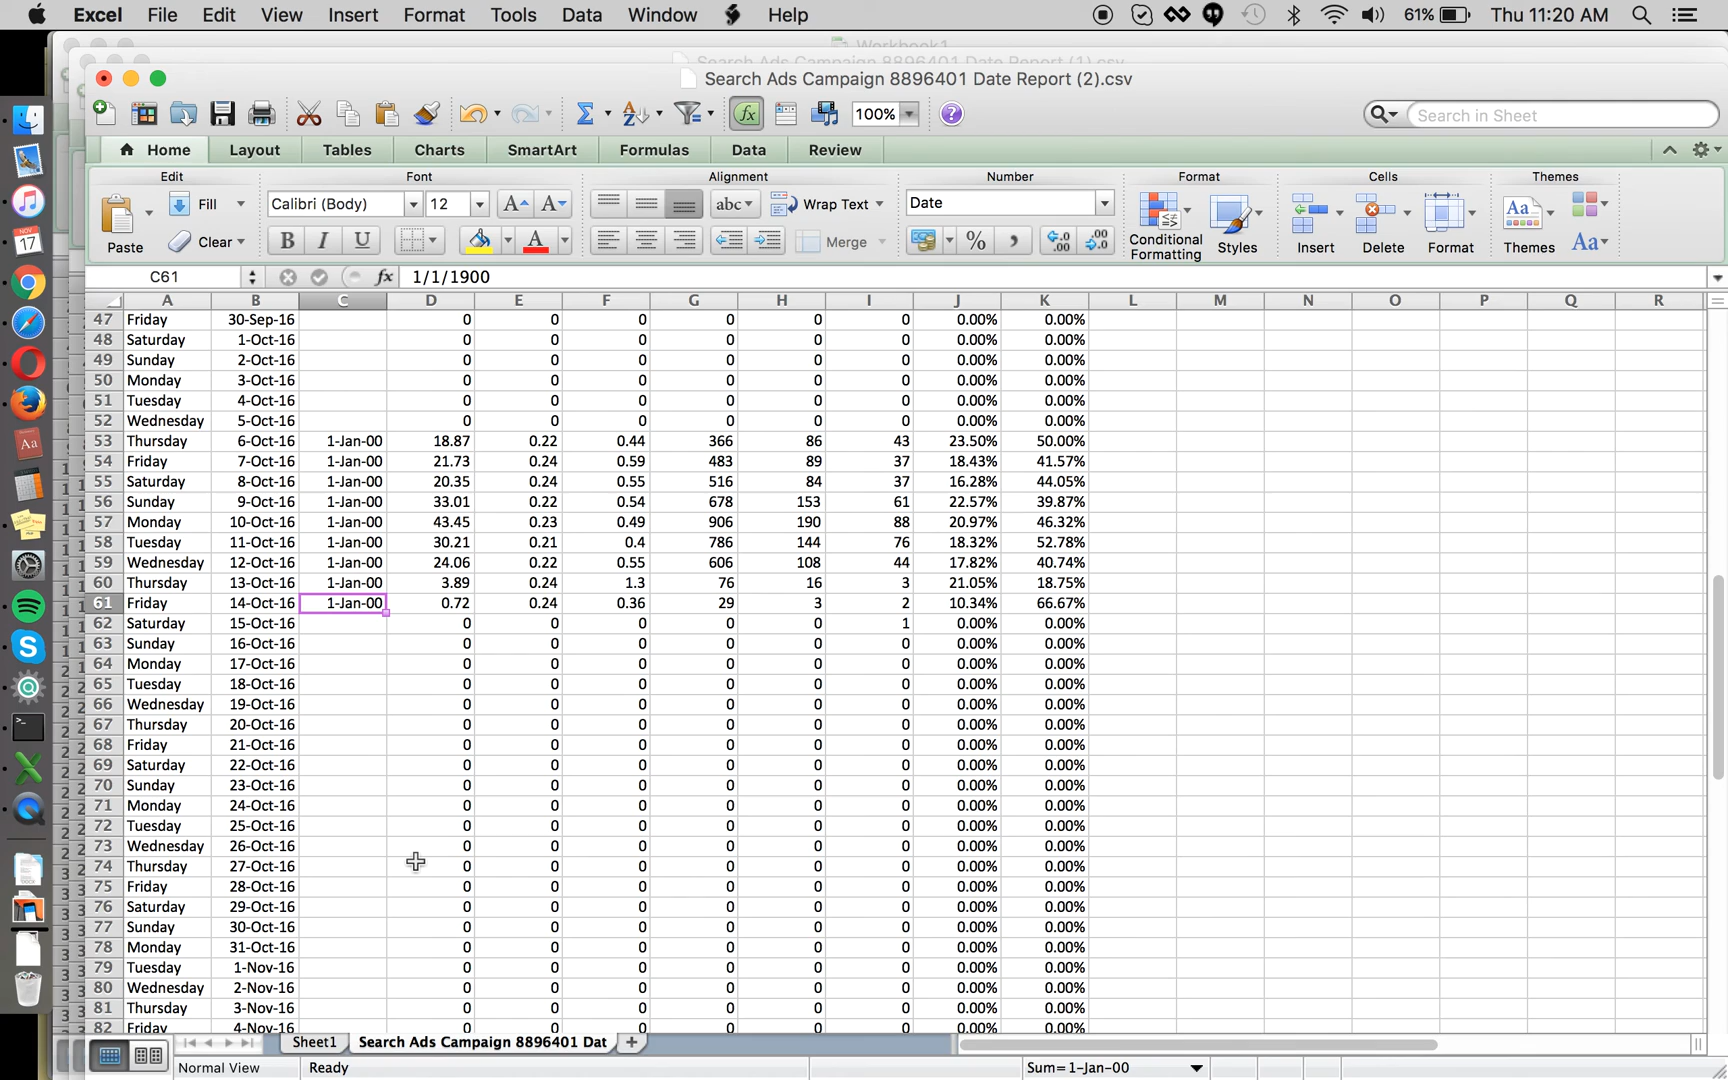 Excel File Edit View Insert Format Tools Data Window Help 61% Thu 11:20 AM
Workbook1
Search Ads Campaign 8896401 Date Report (1).csv
Search Ads Campaign 8896401 Date Report (2).csv
100% Search in Sheet
Home Layout Tables Charts SmartArt Formulas Data Review
Edit Font Alignment Number Format Cells Themes
Paste Fill Clear Calibri (Body) 12 A A B I U A abc Wrap Text Merge Date % Conditional Formatting Styles Insert Delete Format Themes Aa Aa
C61 fx 1/1/1900
A B C D E F G H I J K L M N O P Q R
47 Friday 30-Sep-16 0 0 0 0 0 0 0.00% 0.00%
48 Saturday 1-Oct-16 0 0 0 0 0 0 0.00% 0.00%
49 Sunday 2-Oct-16 0 0 0 0 0 0 0.00% 0.00%
50 Monday 3-Oct-16 0 0 0 0 0 0 0.00% 0.00%
51 Tuesday 4-Oct-16 0 0 0 0 0 0 0.00% 0.00%
52 Wednesday 5-Oct-16 0 0 0 0 0 0 0.00% 0.00%
53 Thursday 6-Oct-16 1-Jan-00 18.87 0.22 0.44 366 86 43 23.50% 50.00%
54 Friday 7-Oct-16 1-Jan-00 21.73 0.24 0.59 483 89 37 18.43% 41.57%
55 Saturday 8-Oct-16 1-Jan-00 20.35 0.24 0.55 516 84 37 16.28% 44.05%
56 Sunday 9-Oct-16 1-Jan-00 33.01 0.22 0.54 678 153 61 22.57% 39.87%
57 Monday 10-Oct-16 1-Jan-00 43.45 0.23 0.49 906 190 88 20.97% 46.32%
58 Tuesday 11-Oct-16 1-Jan-00 30.21 0.21 0.4 786 144 76 18.32% 52.78%
59 Wednesday 12-Oct-16 1-Jan-00 24.06 0.22 0.55 606 108 44 17.82% 40.74%
60 Thursday 13-Oct-16 1-Jan-00 3.89 0.24 1.3 76 16 3 21.05% 18.75%
61 Friday 14-Oct-16 1-Jan-00 0.72 0.24 0.36 29 3 2 10.34% 66.67%
62 Saturday 15-Oct-16 0 0 0 0 0 1 0.00% 0.00%
63 Sunday 16-Oct-16 0 0 0 0 0 0 0.00% 0.00%
64 Monday 17-Oct-16 0 0 0 0 0 0 0.00% 0.00%
65 Tuesday 18-Oct-16 0 0 0 0 0 0 0.00% 0.00%
66 Wednesday 19-Oct-16 0 0 0 0 0 0 0.00% 0.00%
67 Thursday 20-Oct-16 0 0 0 0 0 0 0.00% 0.00%
68 Friday 21-Oct-16 0 0 0 0 0 0 0.00% 0.00%
69 Saturday 22-Oct-16 0 0 0 0 0 0 0.00% 0.00%
70 Sunday 23-Oct-16 0 0 0 0 0 0 0.00% 0.00%
71 Monday 24-Oct-16 0 0 0 0 0 0 0.00% 0.00%
72 Tuesday 25-Oct-16 0 0 0 0 0 0 0.00% 0.00%
73 Wednesday 26-Oct-16 0 0 0 0 0 0 0.00% 0.00%
74 Thursday 27-Oct-16 0 0 0 0 0 0 0.00% 0.00%
75 Friday 28-Oct-16 0 0 0 0 0 0 0.00% 0.00%
76 Saturday 29-Oct-16 0 0 0 0 0 0 0.00% 0.00%
77 Sunday 30-Oct-16 0 0 0 0 0 0 0.00% 0.00%
78 Monday 31-Oct-16 0 0 0 0 0 0 0.00% 0.00%
79 Tuesday 1-Nov-16 0 0 0 0 0 0 0.00% 0.00%
80 Wednesday 2-Nov-16 0 0 0 0 0 0 0.00% 0.00%
81 Thursday 3-Nov-16 0 0 0 0 0 0 0.00% 0.00%
82 Friday 4-Nov-16 0 0 0 0 0 0 0.00% 0.00%
Sheet1 Search Ads Campaign 8896401 Dat
Normal View Ready Sum=1-Jan-00
NOV
17
Aa